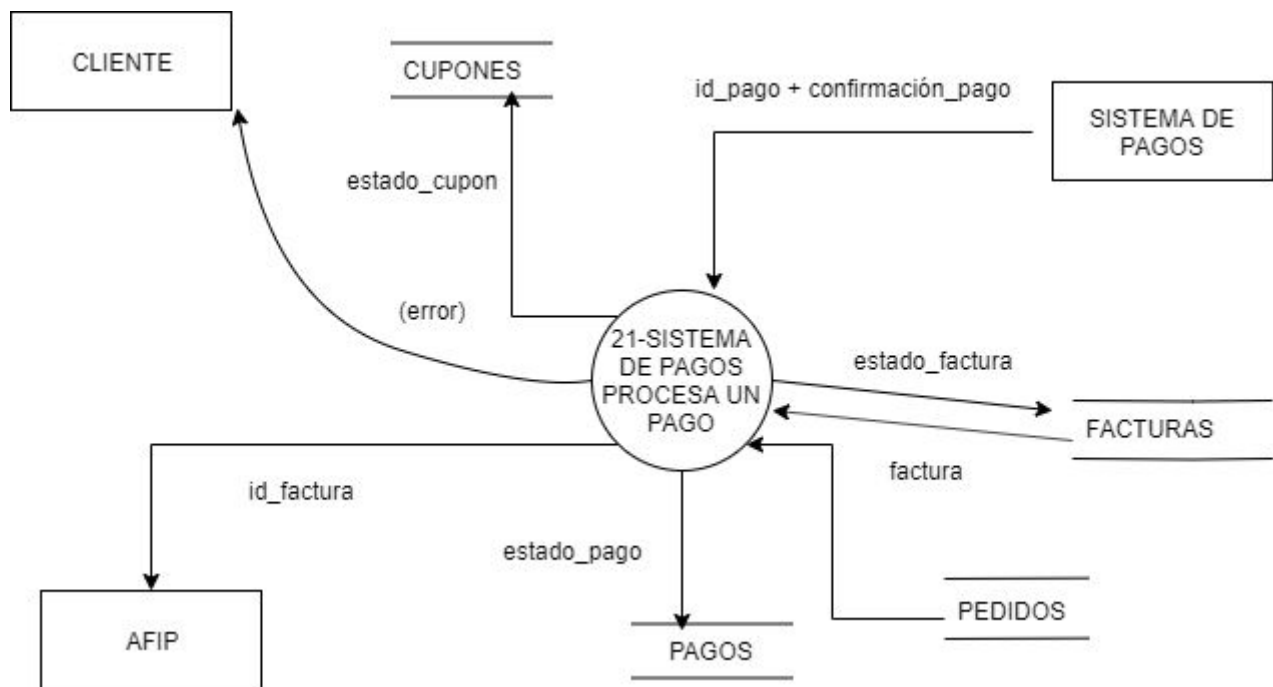 CLIENTE
CUPONES
id_pago + confirmación_pago
SISTEMA DE
PAGOS
estado_cupon
(error)
21-SISTEMA
DE PAGOS
PROCESA UN
PAGO
estado_factura
FACTURAS
factura
id_factura
estado_pago
PEDIDOS
AFIP
PAGOS